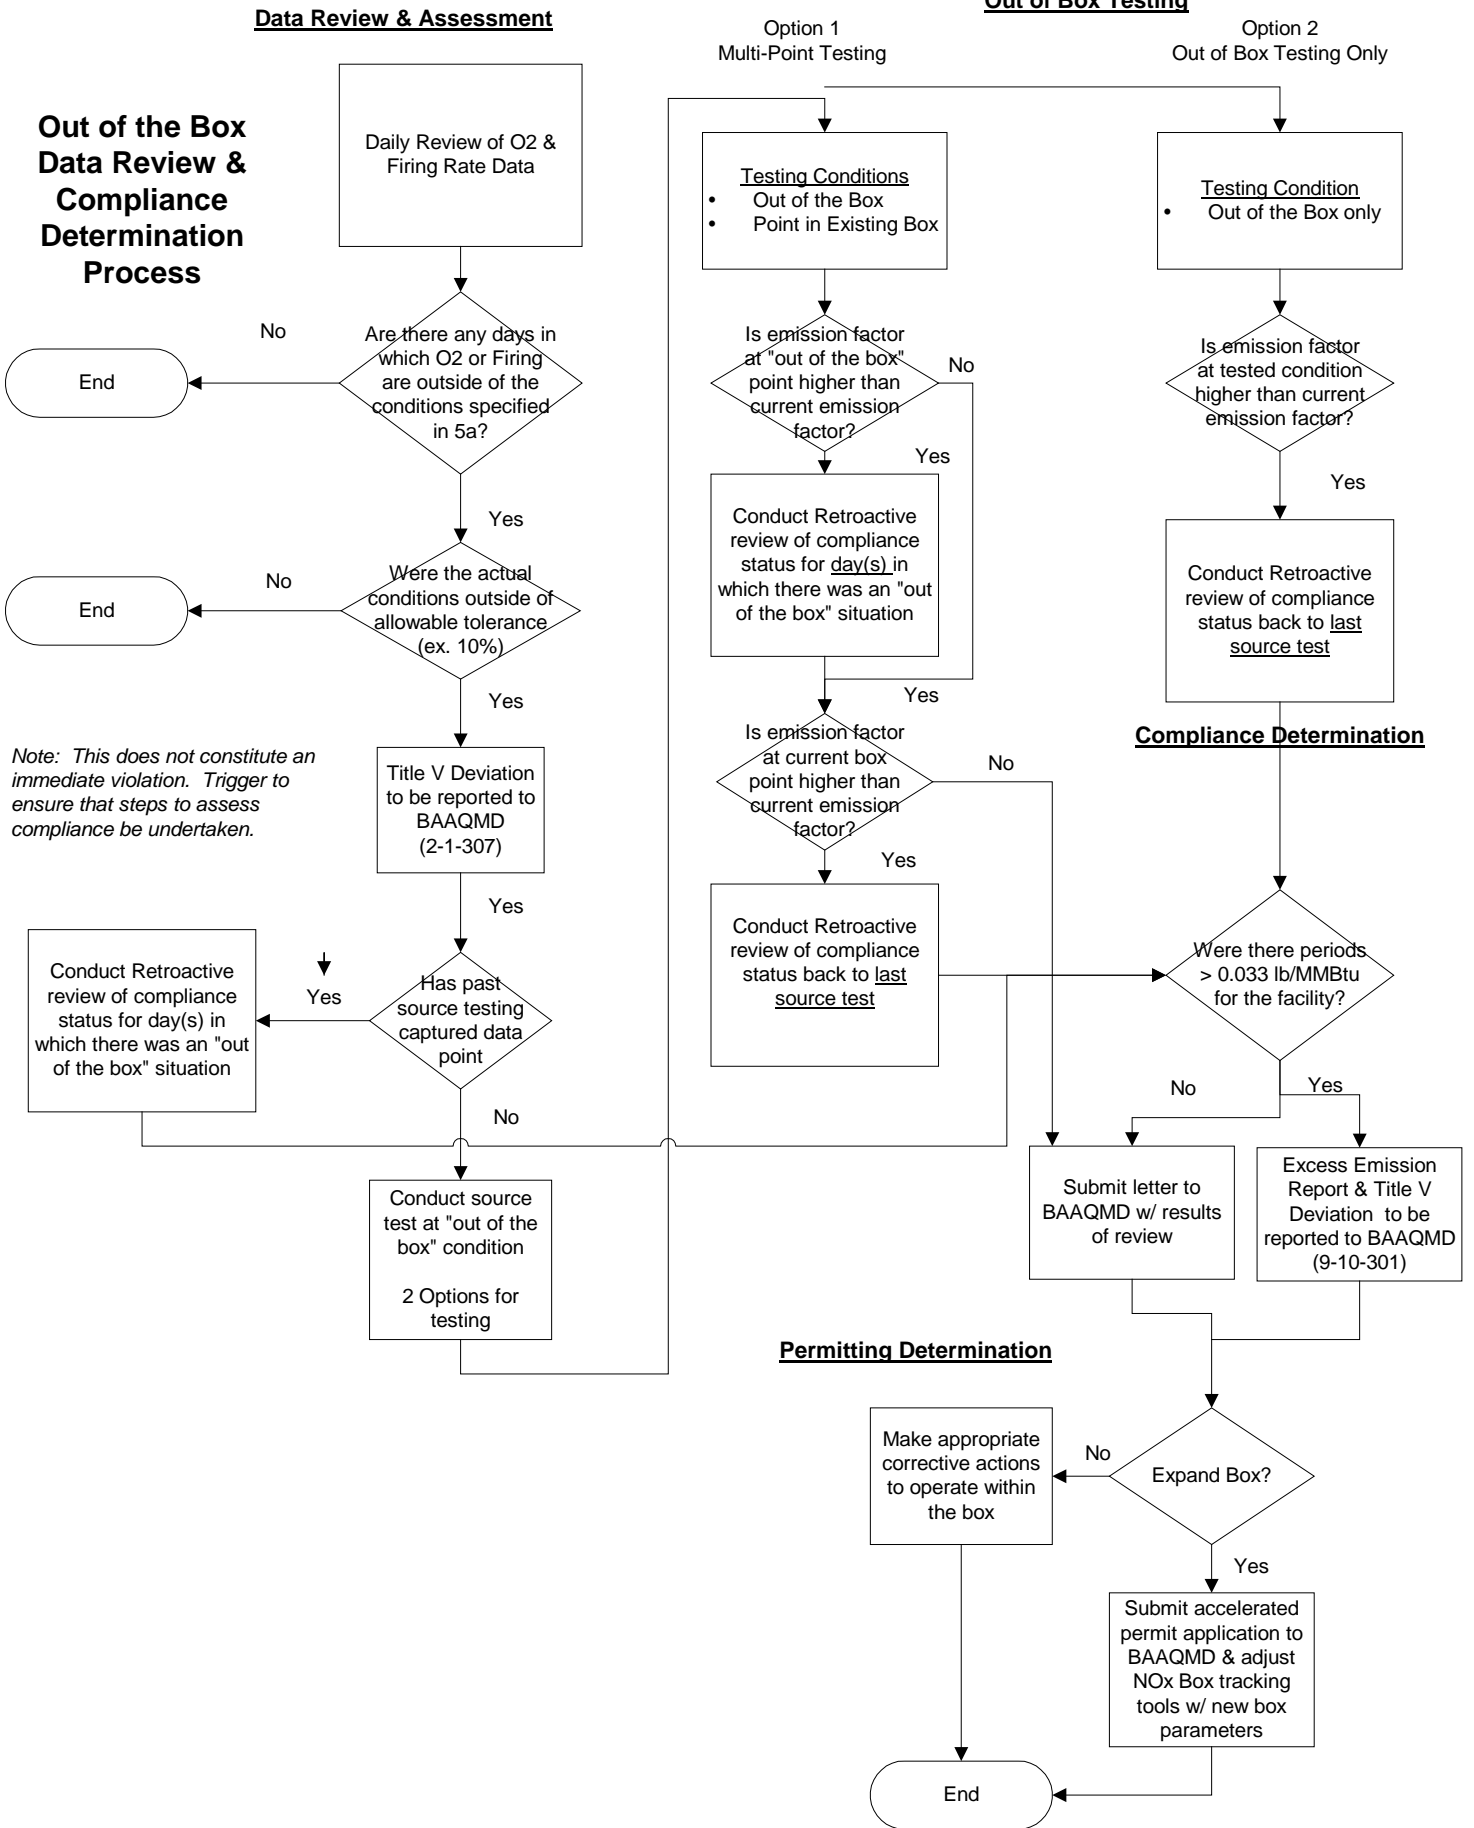 Data Review & Assessment
Out of Box Testing
Option 1
Multi-Point Testing
Option 2
Out of Box Testing Only
Out of the Box
Data Review &
Compliance
Determination
Process
Daily Review of O2 &
Firing Rate Data
Testing Conditions
• Out of the Box
• Point in Existing Box
Testing Condition
• Out of the Box only
No
Are there any days in
which O2 or Firing
are outside of the
conditions specified
in 5a?
End
Is emission factor
at "out of the box"
point higher than
current emission
factor?
No
Is emission factor
at tested condition
higher than current
emission factor?
Yes
Yes
Yes
Conduct Retroactive
review of compliance
status for day(s) in
which there was an "out
of the box" situation
Conduct Retroactive
review of compliance
status back to last
source test
No
Were the actual
conditions outside of
allowable tolerance
(ex. 10%)
End
Yes
Yes
Note: This does not constitute an
immediate violation. Trigger to
ensure that steps to assess
compliance be undertaken.
Title V Deviation
to be reported to
BAAQMD
(2-1-307)
Is emission factor
at current box
point higher than
current emission
factor?
No
Compliance Determination
Yes
Yes
Conduct Retroactive
review of compliance
status for day(s) in
which there was an "out
of the box" situation
Yes
Has past
source testing
captured data
point
Conduct Retroactive
review of compliance
status back to last
source test
Were there periods
> 0.033 lb/MMBtu
for the facility?
No
No
Yes
Conduct source
test at "out of the
box" condition
2 Options for
testing
Submit letter to
BAAQMD w/ results
of review
Excess Emission
Report & Title V
Deviation to be
reported to BAAQMD
(9-10-301)
Permitting Determination
Make appropriate
corrective actions
to operate within
the box
No
Expand Box?
Yes
Submit accelerated
permit application to
BAAQMD & adjust
NOx Box tracking
tools w/ new box
parameters
End